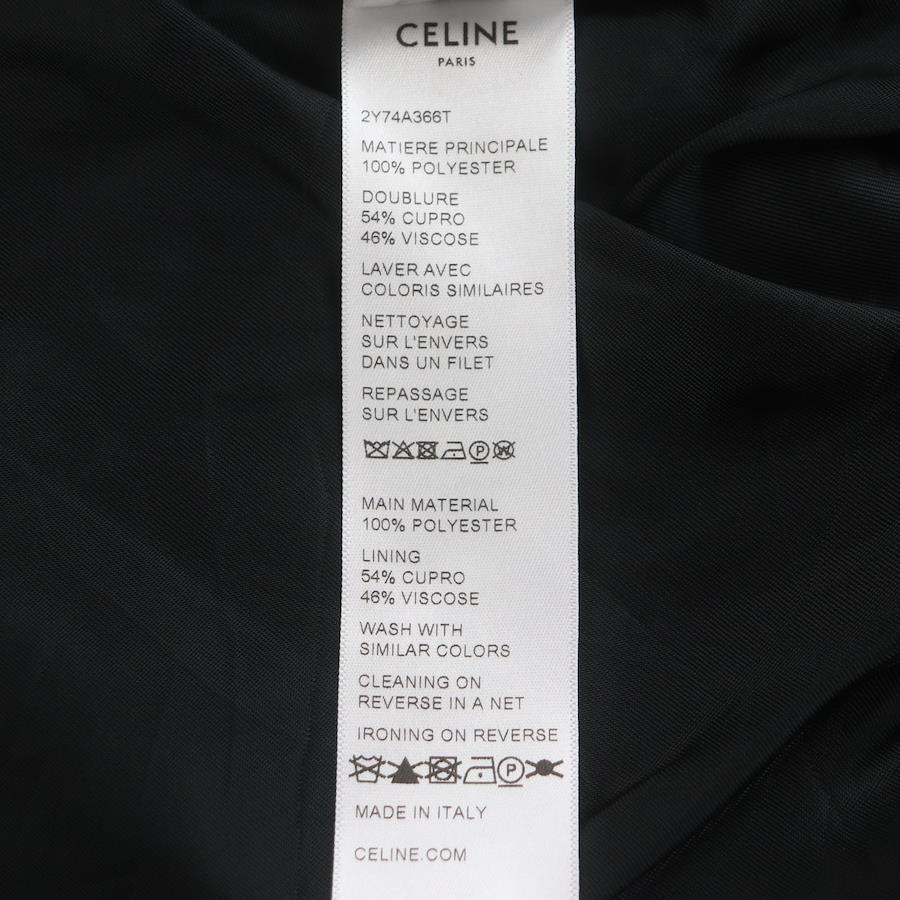 CELINE
PARIS
2Y74A366T
MATIERE PRINCIPALE
100% POLYESTER
DOUBLURE
54% CUPRO
46% VISCOSE
LAVER AVEC
COLORIS SIMILAIRES
NETTOYAGE
SUR L'ENVERS
DANS UN FILET
REPASSAGE
SUR L'ENVERS
P W
MAIN MATERIAL
100% POLYESTER
LINING
54% CUPRO
46% VISCOSE
WASH WITH
SIMILAR COLORS
CLEANING ON
REVERSE IN A NET
IRONING ON REVERSE
P
MADE IN ITALY
CELINE.COM